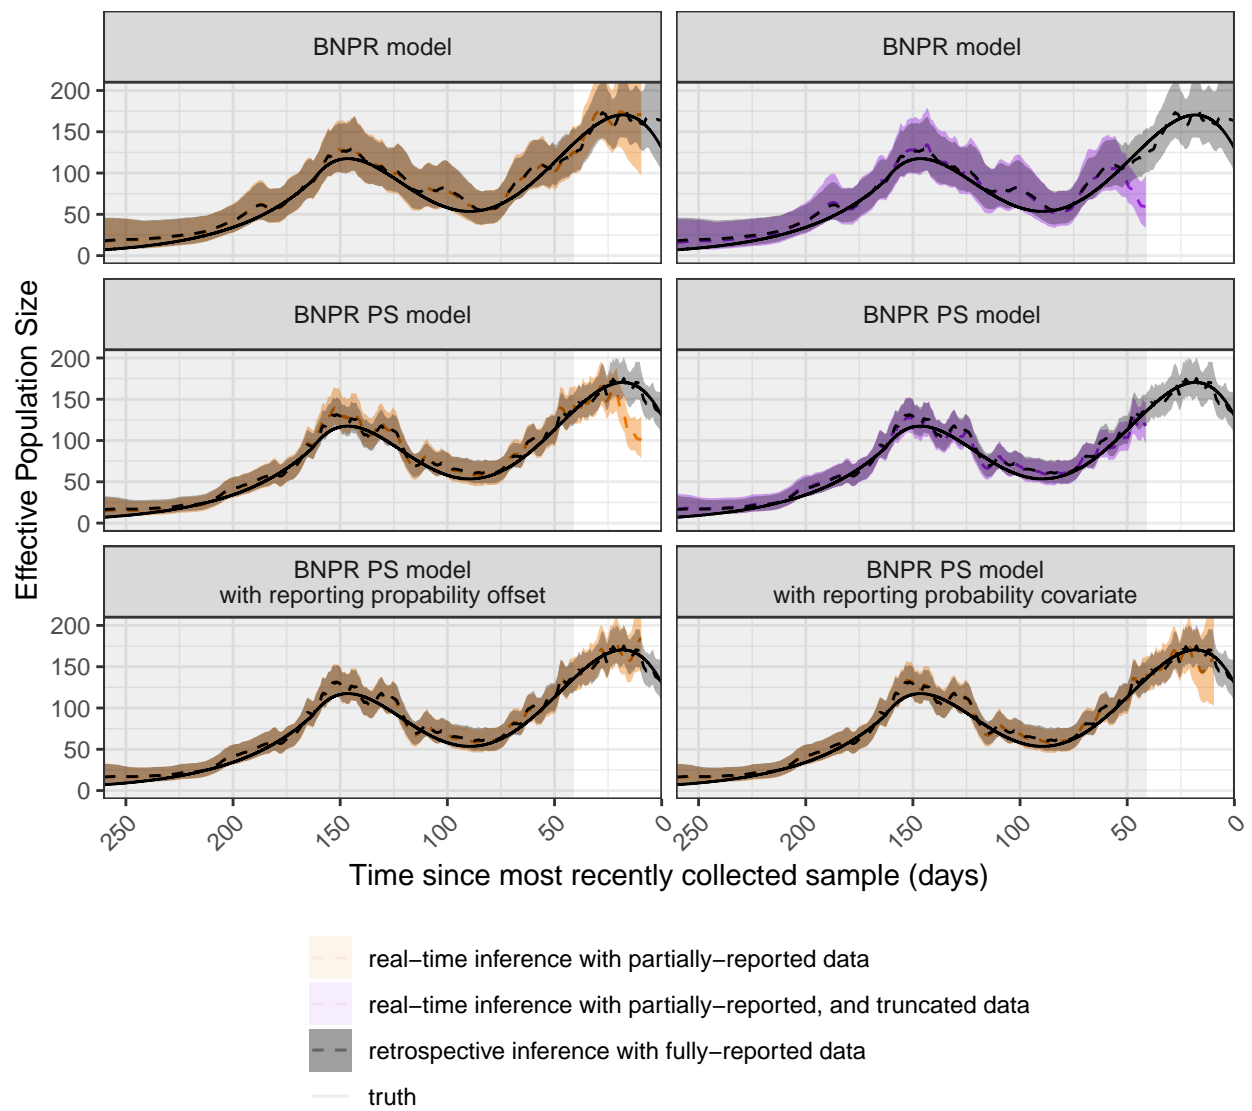 BNPR model
BNPR model
200
150
100
50
0
BNPR PS model
BNPR PS model
200
150
100
50
0
Effective Population Size
BNPR PS model
with reporting propability offset
BNPR PS model
with reporting probability covariate
200
150
100
50
0
250
200
150
100
50
0
250
200
150
100
50
0
Time since most recently collected sample (days)
real−time inference with partially−reported data
real−time inference with partially−reported, and truncated data
retrospective inference with fully−reported data
truth